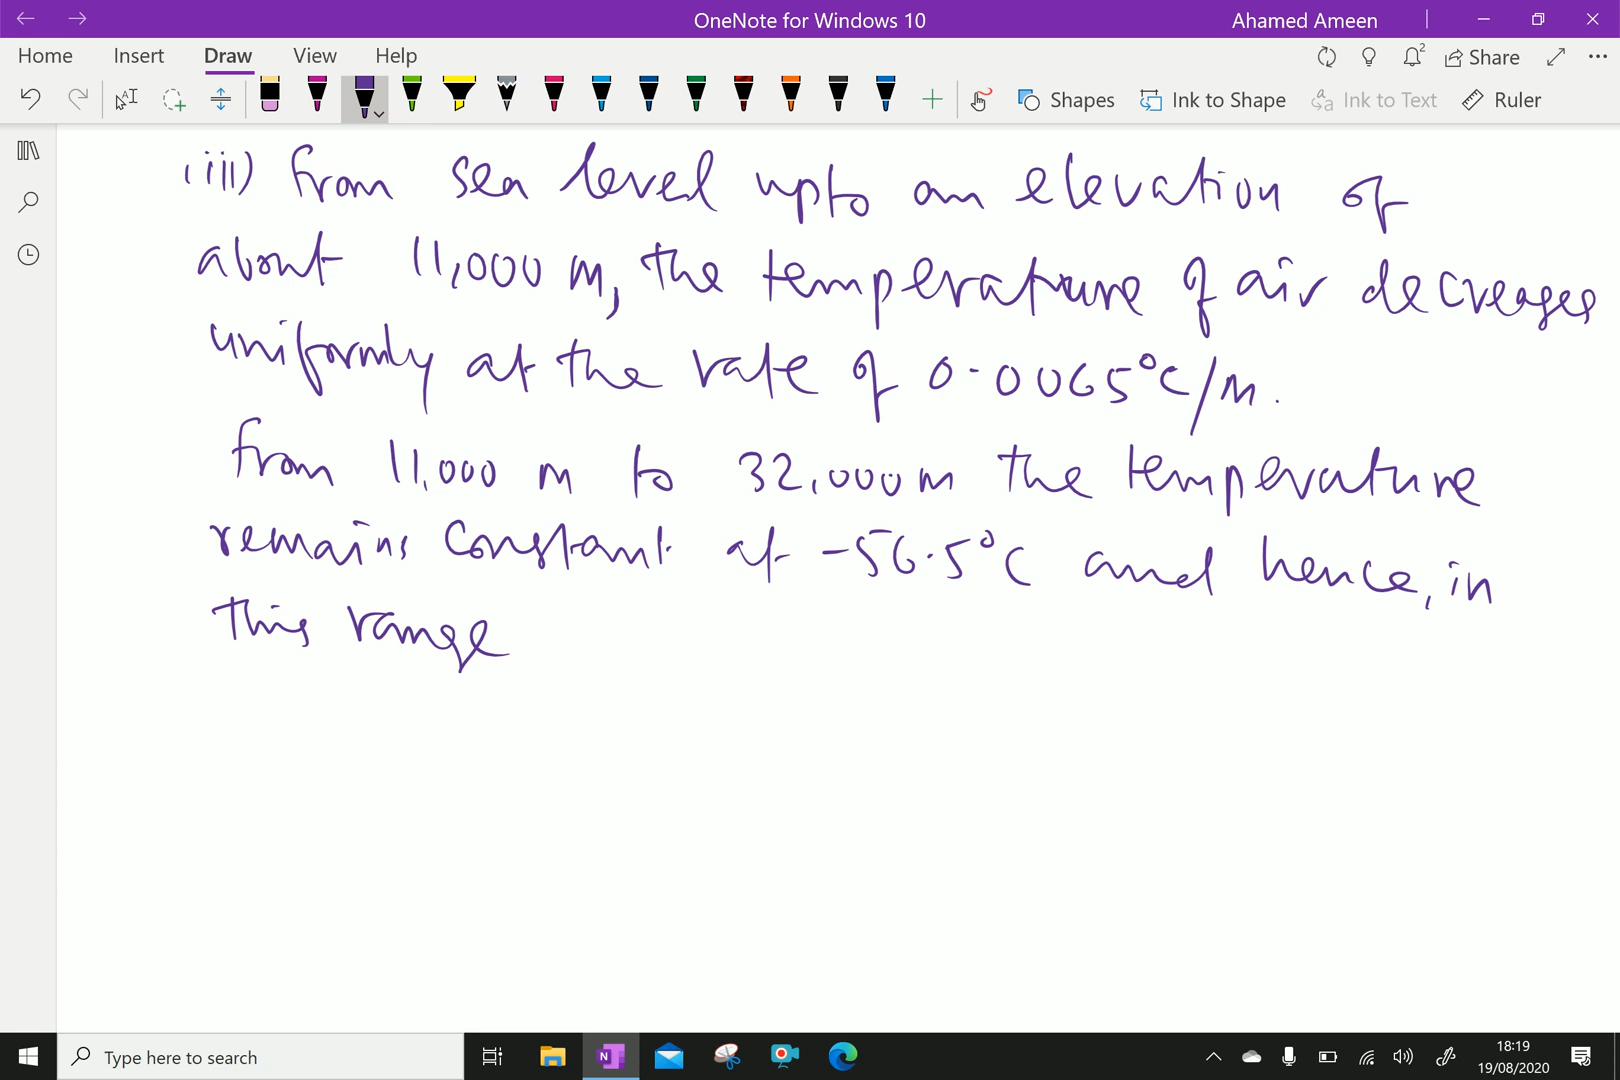 OneNote for Windows 10
Ahamed Ameen
Home Insert Draw View Help
2 Share
Shapes Ink to Shape Ink to Text Ruler
(iii) From sea level upto an elevation of
about 11,000 m, the temperature of air decreases
uniformly at the rate of 0.0065°C/m.
From 11,000 m to 32,000m the temperature
remains constant at -56.5°C and hence, in
this range
Type here to search
18:19
19/08/2020